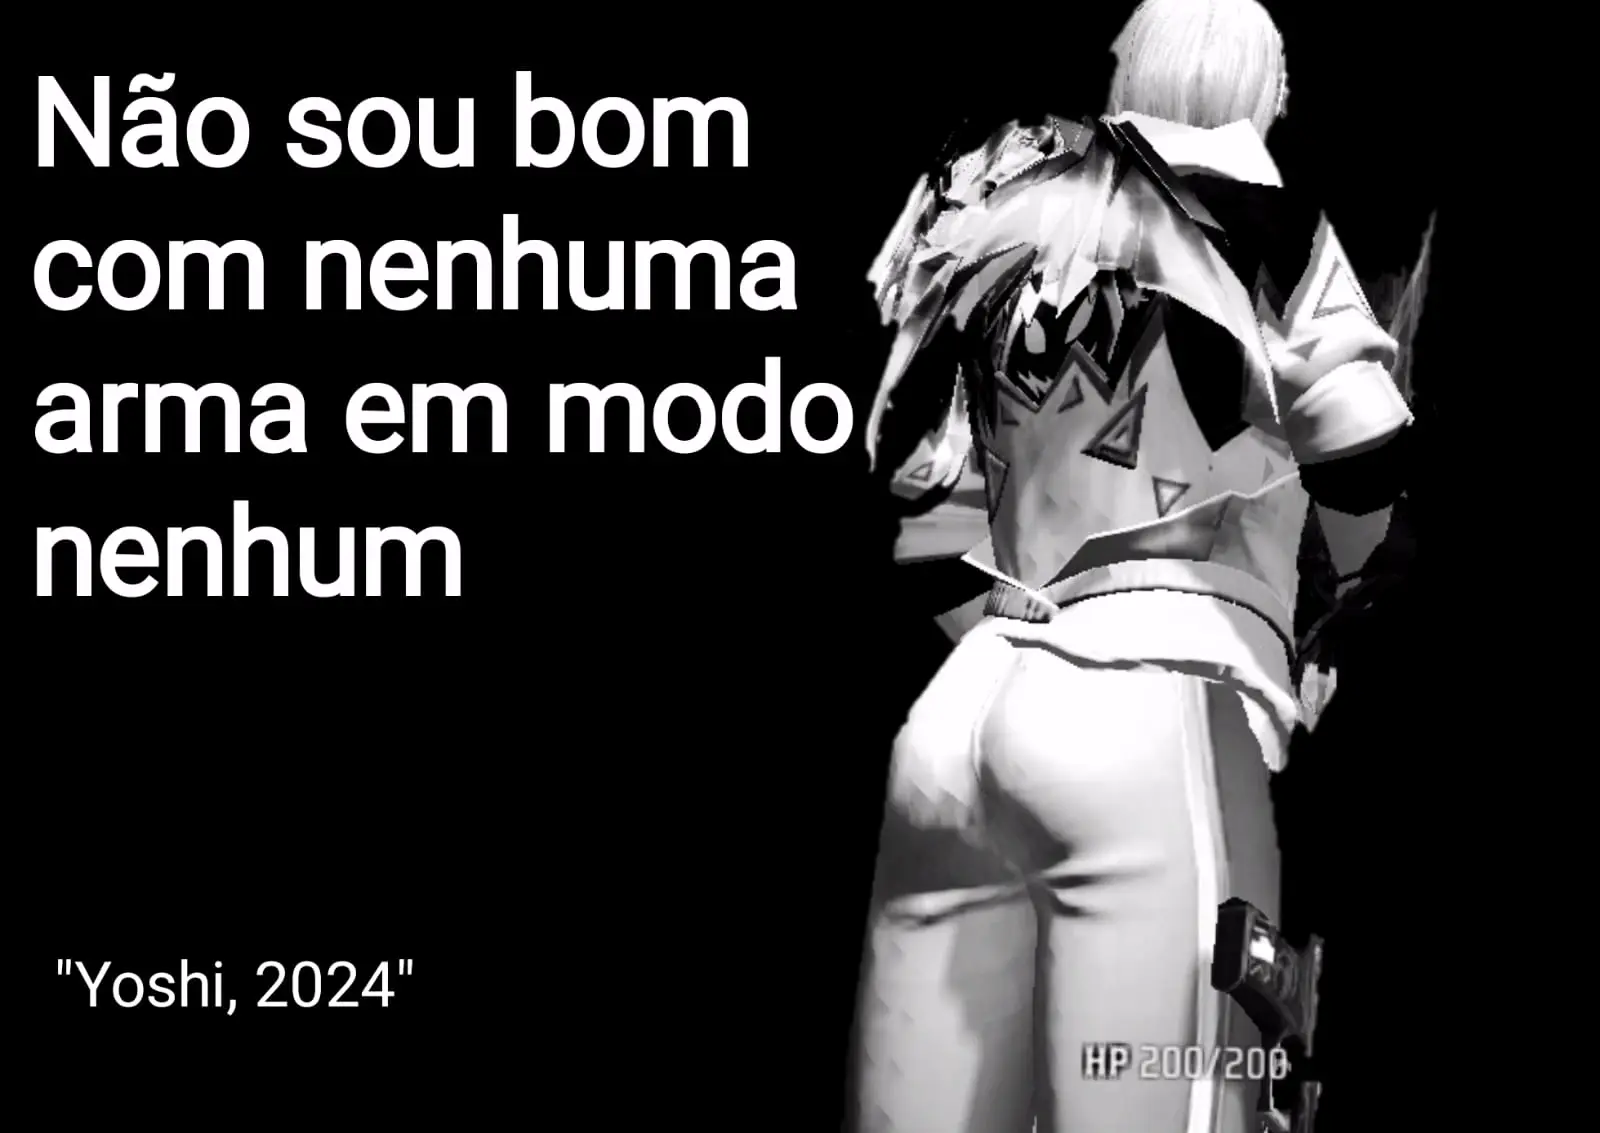 Não sou bom
com nenhuma
arma em modo
nenhum
"Yoshi, 2024"
HP 200/200